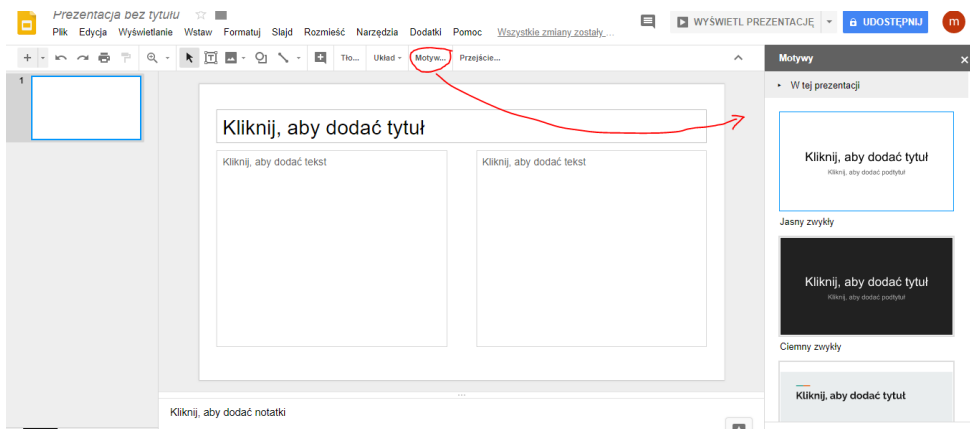 Prezentacja bez tytułu
Plik Edycja Wyświetlanie Wstaw Formatuj Slajd Rozmieść Narzędzia Dodatki Pomoc Wszystkie zmiany zostały ...
WYŚWIETL PREZENTACJĘ
UDOSTĘPNIJ
m
Tło... Układ Motyw... Przejście...
Motywy
W tej prezentacji
1
Kliknij, aby dodać tytuł
Kliknij, aby dodać tekst
Kliknij, aby dodać tekst
Kliknij, aby dodać notatki
Kliknij, aby dodać tytuł
Kliknij, aby dodać podtytuł
Jasny zwykły
Kliknij, aby dodać tytuł
Kliknij, aby dodać podtytuł
Ciemny zwykły
Kliknij, aby dodać tytuł